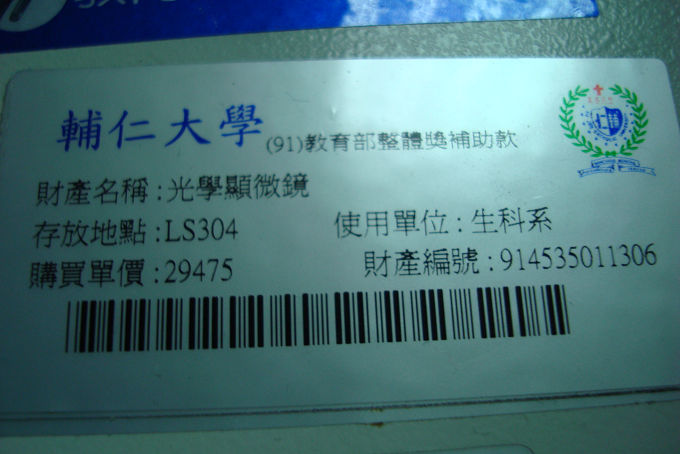 輔仁大學 (91)教育部整體獎補助款
財產名稱：光學顯微鏡
存放地點：LS304 使用單位：生科系
購買單價：29475 財產編號：914535011306